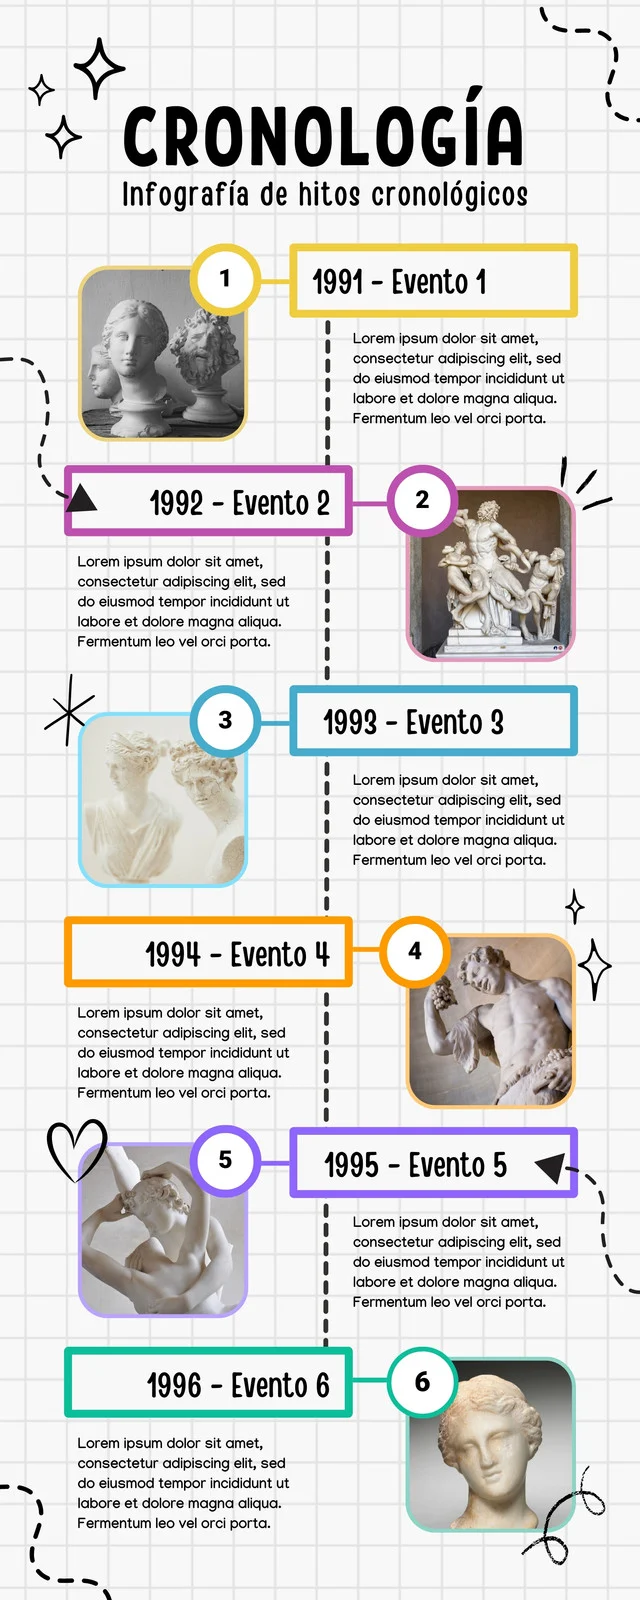 CRONOLOGÍA
Infografía de hitos cronológicos
1
1991 - Evento 1
Lorem ipsum dolor sit amet,
consectetur adipiscing elit, sed
do eiusmod tempor incididunt ut
labore et dolore magna aliqua.
Fermentum leo vel orci porta.
1992 - Evento 2
2
Lorem ipsum dolor sit amet,
consectetur adipiscing elit, sed
do eiusmod tempor incididunt ut
labore et dolore magna aliqua.
Fermentum leo vel orci porta.
3
1993 - Evento 3
Lorem ipsum dolor sit amet,
consectetur adipiscing elit, sed
do eiusmod tempor incididunt ut
labore et dolore magna aliqua.
Fermentum leo vel orci porta.
1994 - Evento 4
4
Lorem ipsum dolor sit amet,
consectetur adipiscing elit, sed
do eiusmod tempor incididunt ut
labore et dolore magna aliqua.
Fermentum leo vel orci porta.
5
1995 - Evento 5
Lorem ipsum dolor sit amet,
consectetur adipiscing elit, sed
do eiusmod tempor incididunt ut
labore et dolore magna aliqua.
Fermentum leo vel orci porta.
1996 - Evento 6
6
Lorem ipsum dolor sit amet,
consectetur adipiscing elit, sed
do eiusmod tempor incididunt ut
labore et dolore magna aliqua.
Fermentum leo vel orci porta.